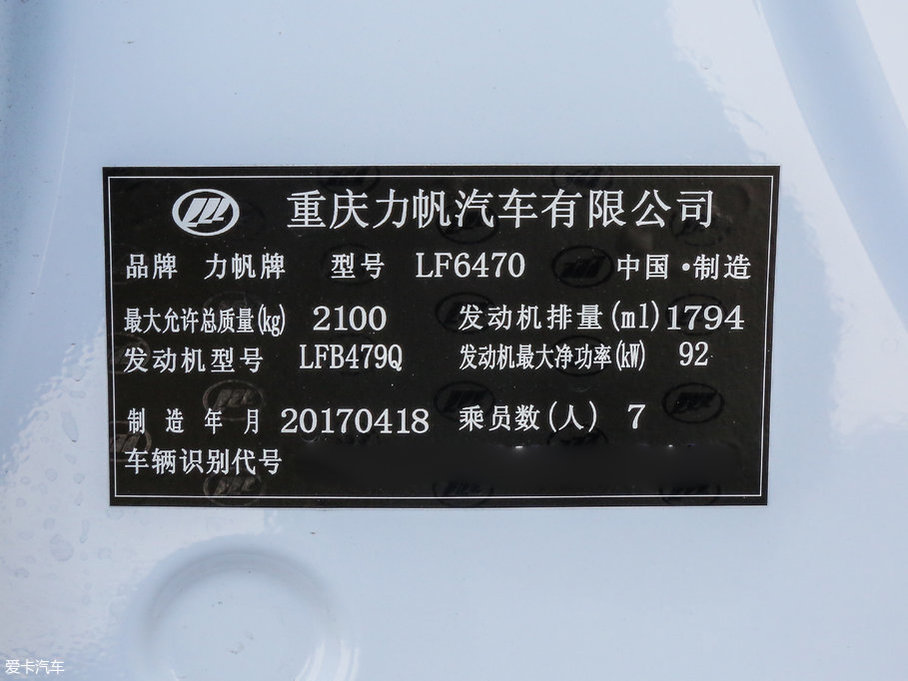 重庆力帆汽车有限公司
品牌 力帆牌 型号 LF6470 中国·制造
最大允许总质量(kg) 2100 发动机排量(ml) 1794
发动机型号 LFB479Q 发动机最大净功率(kW) 92
制造年月 20170418 乘员数(人) 7
车辆识别代号
爱卡汽车